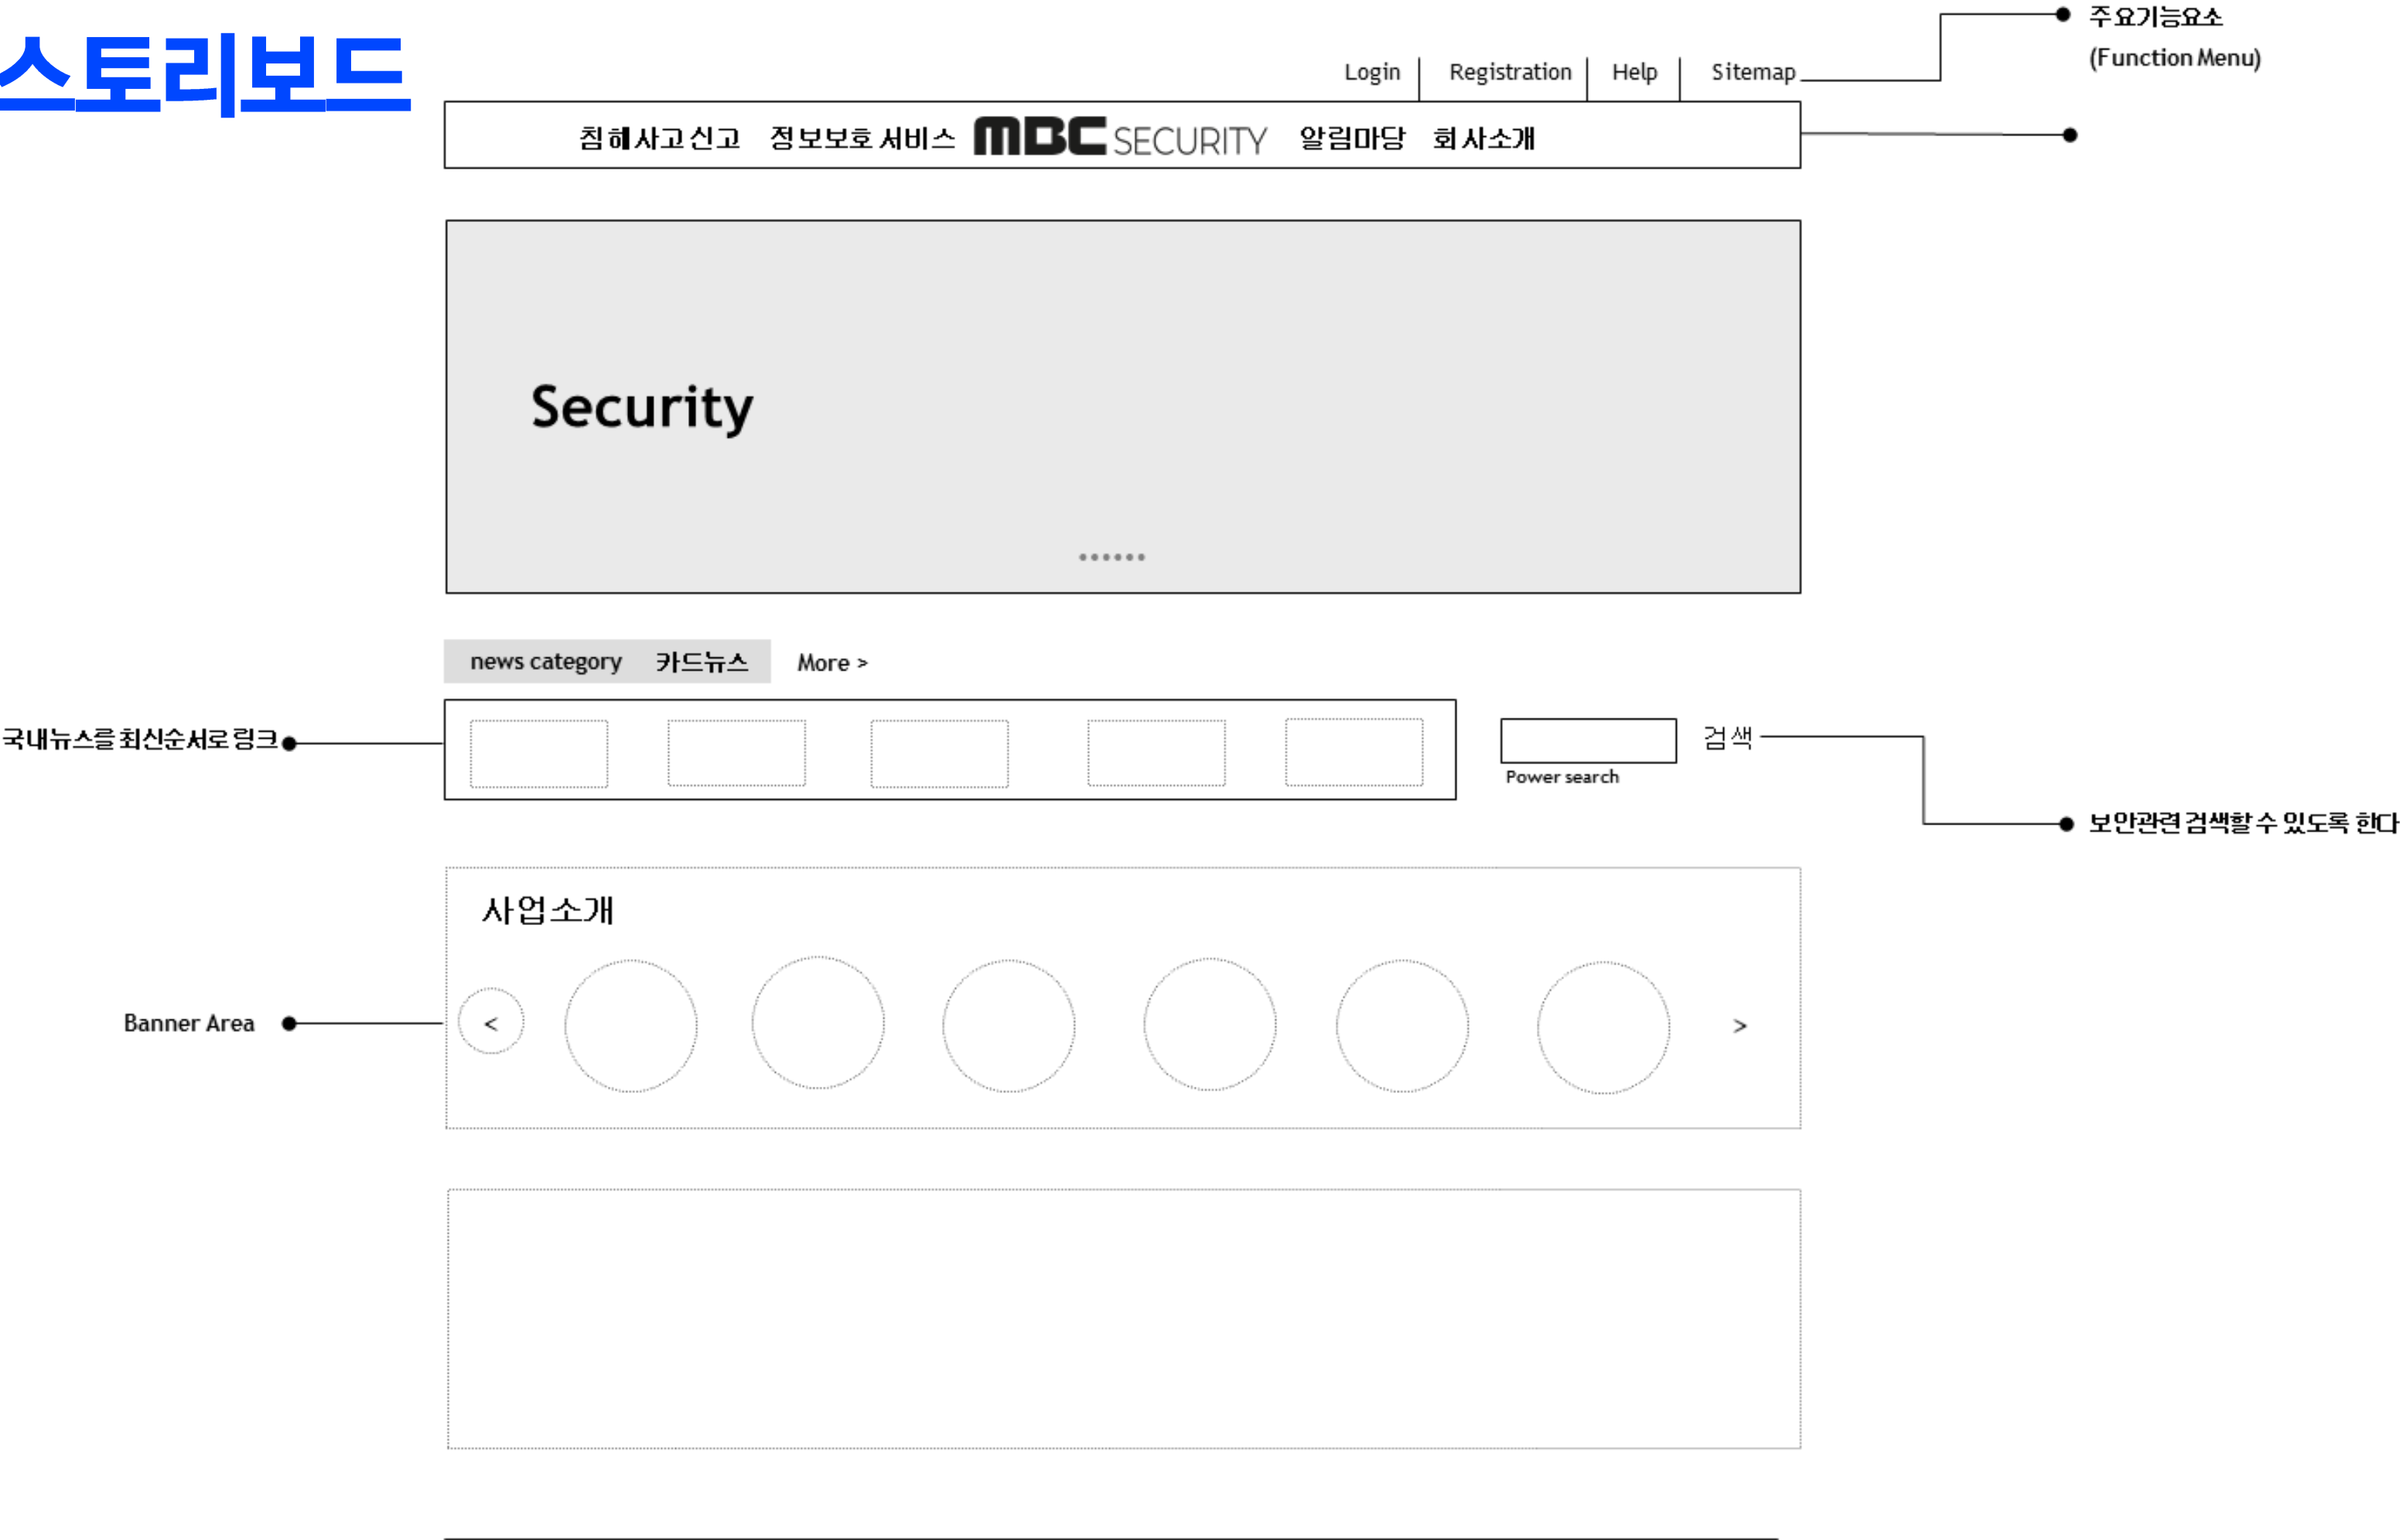 스토리보드
주요기능요소
(Function Menu)
Login Registration Help Sitemap
침해사고신고 정보보호 서비스 MBC SECURITY 알림마당 회사소개
Security
news category 카드뉴스 More >
국내뉴스를 최신순서로 링크
검색
Power search
보안관련 검색할 수 있도록 한다
사업소개
Banner Area
< >